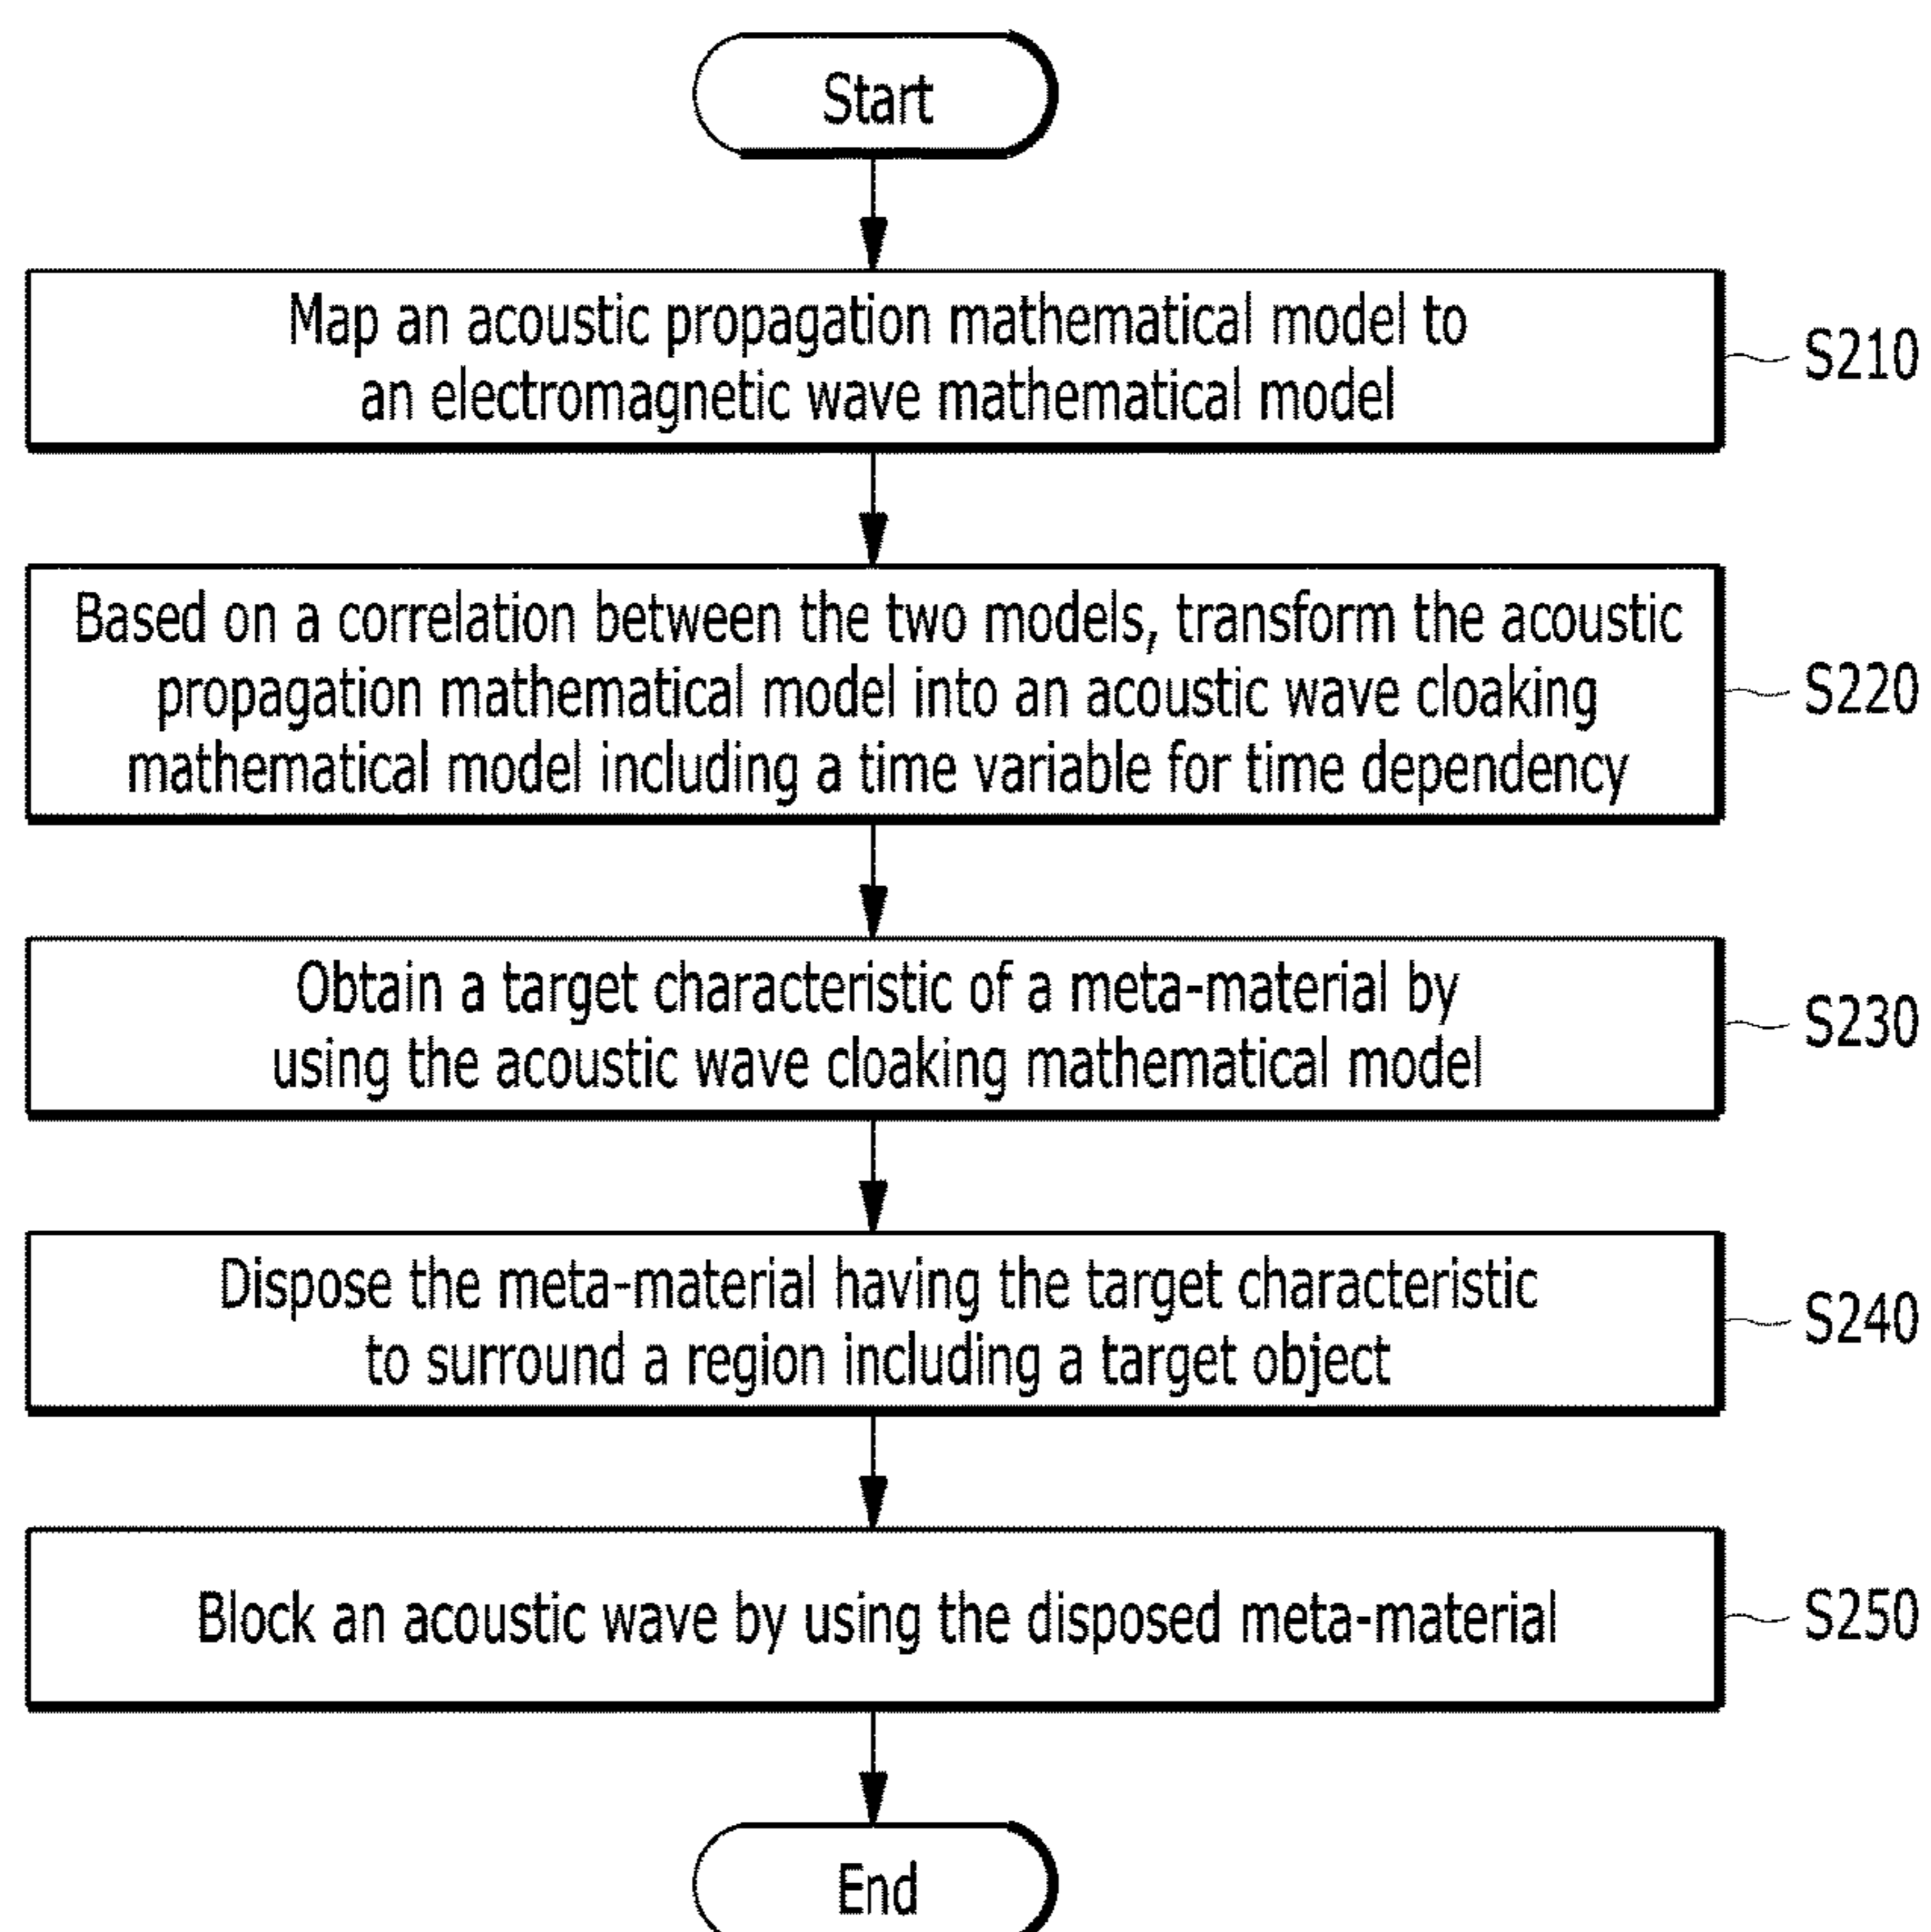 Start
Map an acoustic propagation mathematical model to
an electromagnetic wave mathematical model
S210
Based on a correlation between the two models, transform the acoustic
propagation mathematical model into an acoustic wave cloaking
mathematical model including a time variable for time dependency
S220
Obtain a target characteristic of a meta-material by
using the acoustic wave cloaking mathematical model
S230
Dispose the meta-material having the target characteristic
to surround a region including a target object
S240
Block an acoustic wave by using the disposed meta-material
S250
End